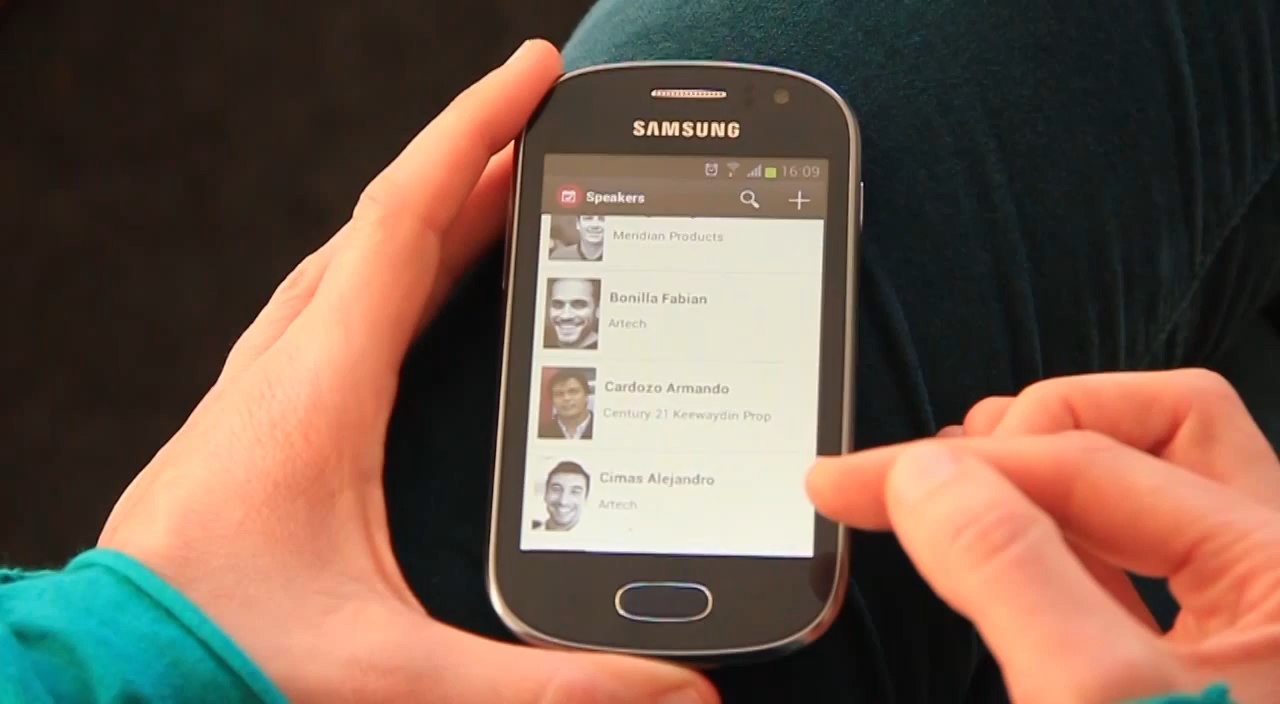 SAMSUNG
16:09
Speakers
Meridian Products
Bonilla Fabian
Artech
Cardozo Armando
Century 21 Keewaydin Prop
Cimas Alejandro
Artech